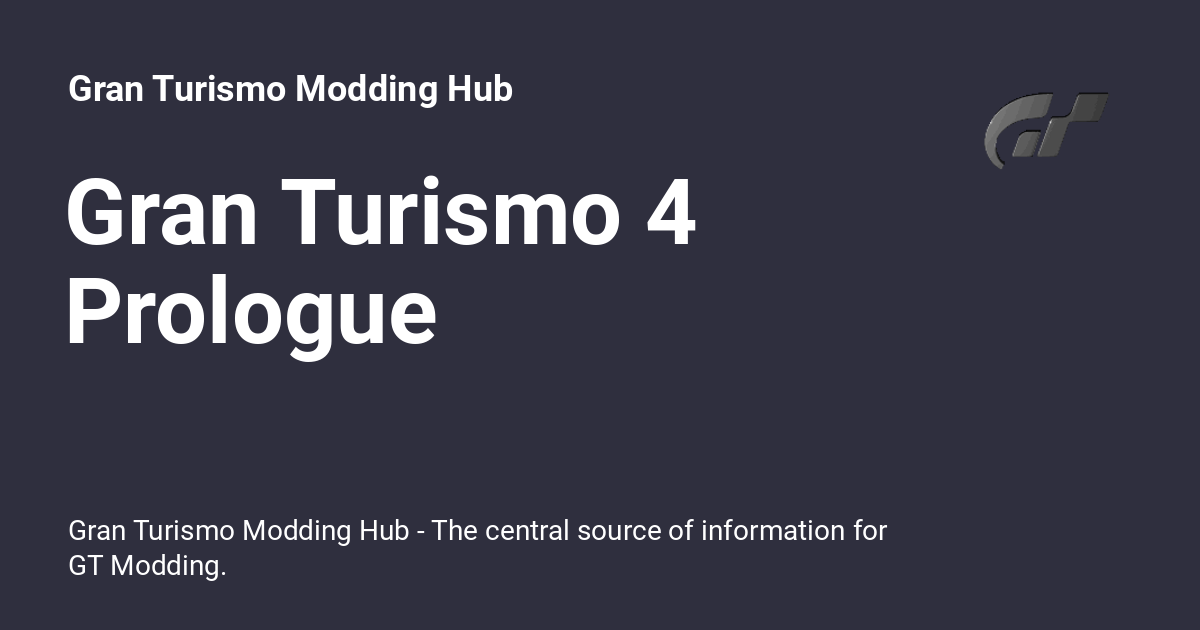 Gran Turismo Modding Hub
Gran Turismo 4
Prologue
Gran Turismo Modding Hub - The central source of information for
GT Modding.